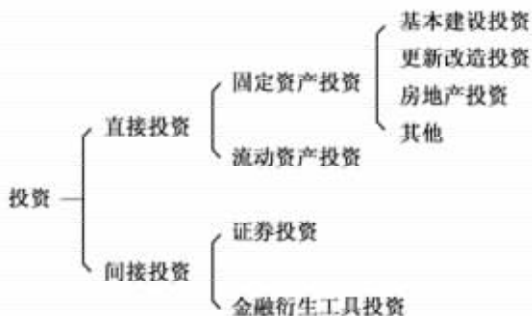 基本建设投资
更新改造投资
固定资产投资
房地产投资
直接投资
其他
流动资产投资
投资
证券投资
间接投资
金融衍生工具投资